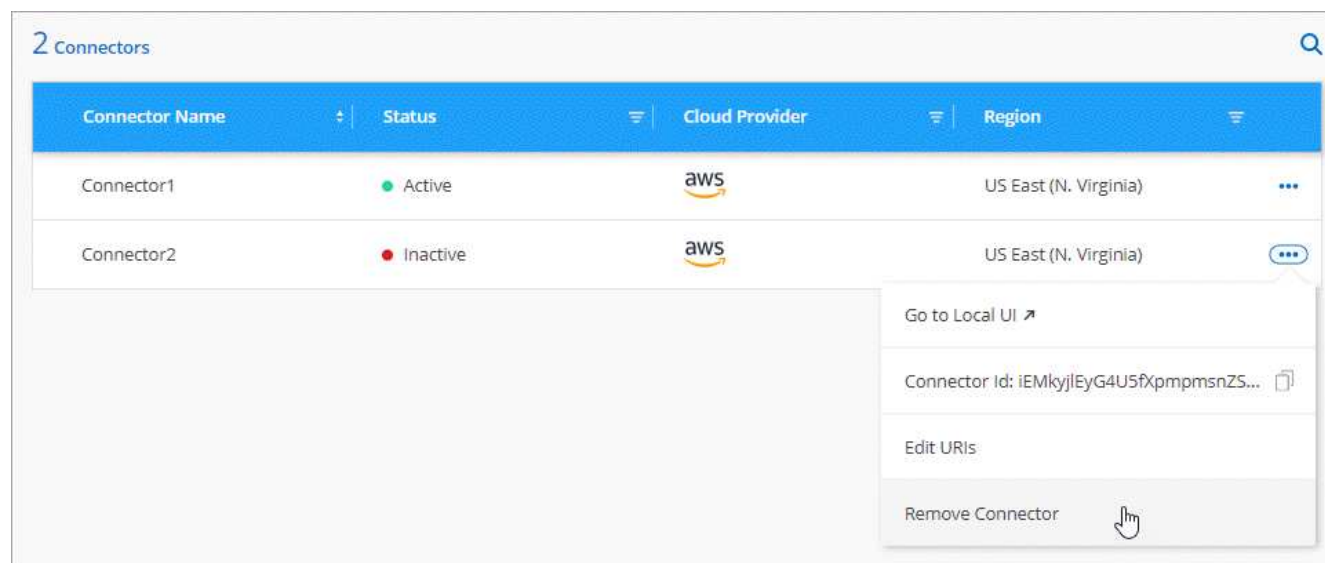 2 Connectors
Connector Name Status Cloud Provider Region
Connector1 Active aws US East (N. Virginia)
Connector2 Inactive aws US East (N. Virginia)
Go to Local UI
Connector Id: iEMkyjlEyG4U5fXpmpmsnZS...
Edit URIs
Remove Connector